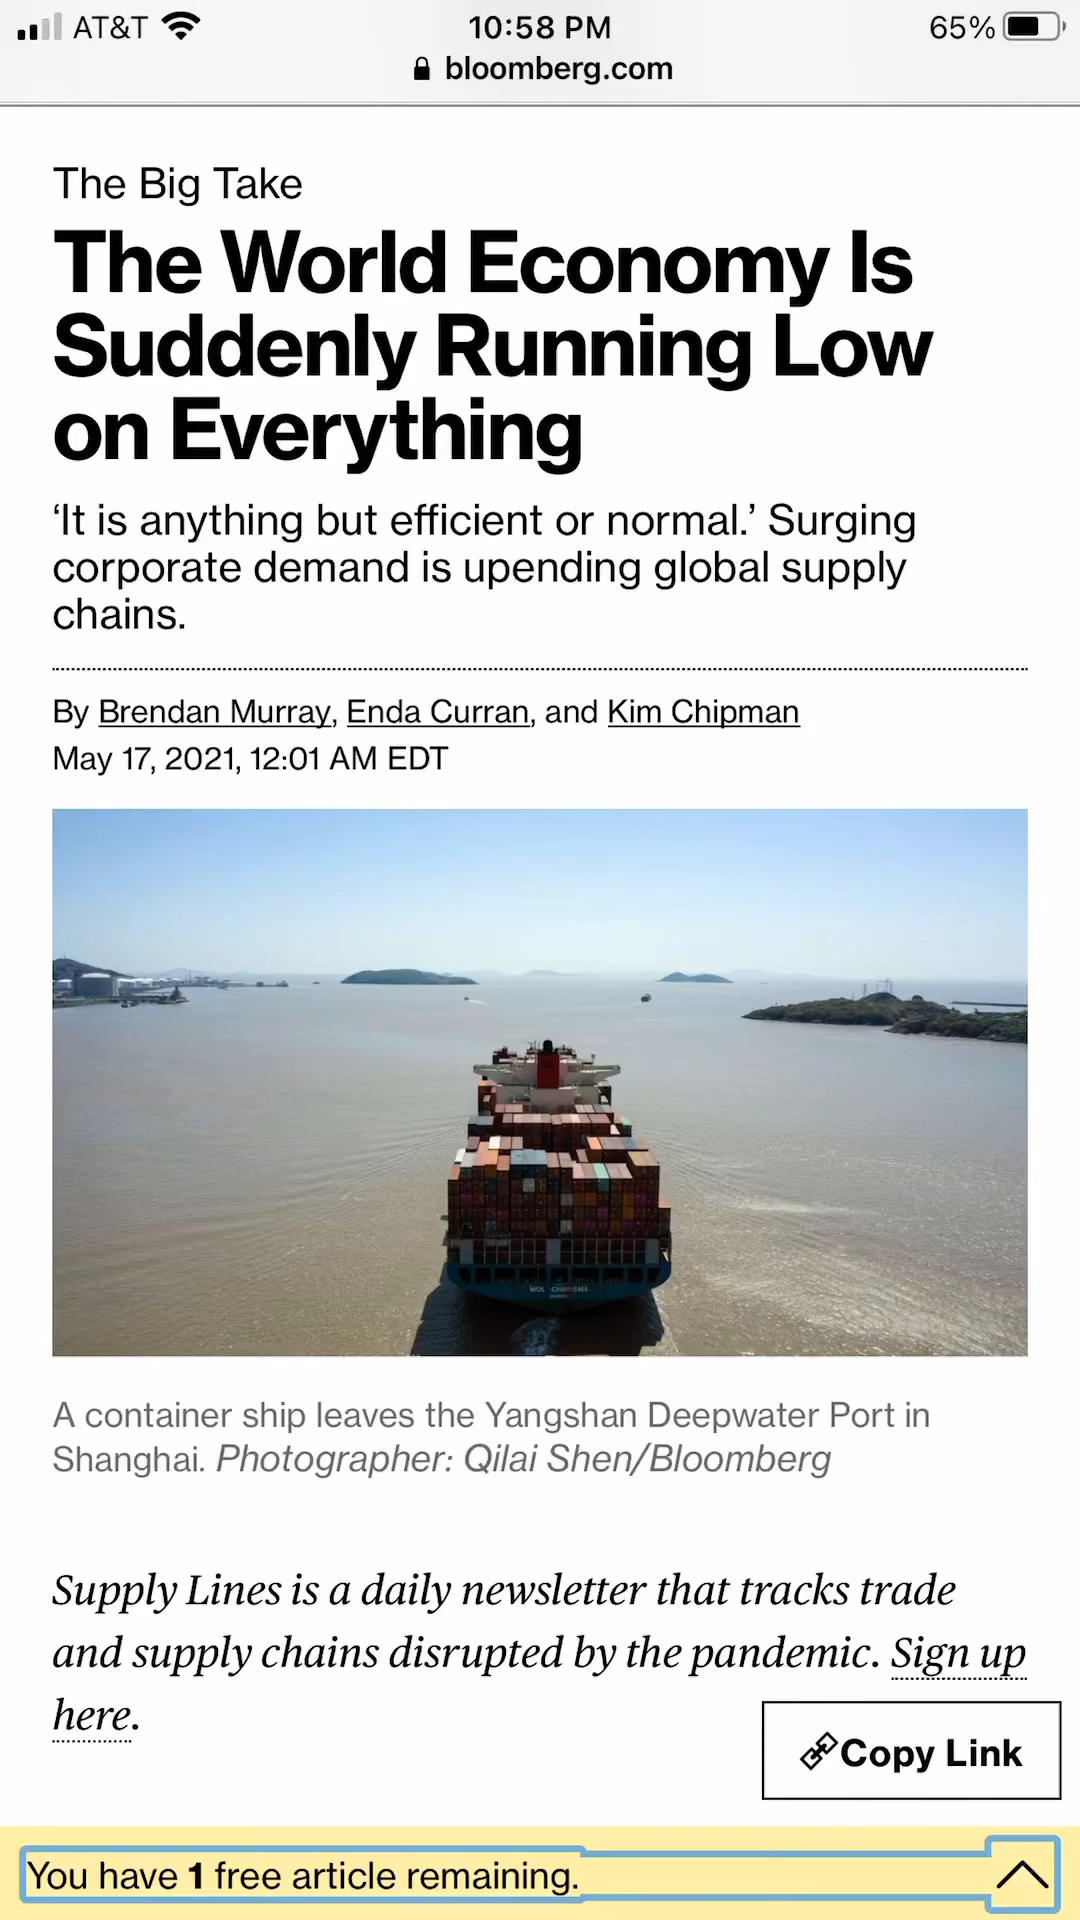 AT&T 10:58 PM 65%
bloomberg.com
The Big Take
The World Economy Is
Suddenly Running Low
on Everything
‘It is anything but efficient or normal.’ Surging
corporate demand is upending global supply
chains.
By Brendan Murray, Enda Curran, and Kim Chipman
May 17, 2021, 12:01 AM EDT
MOL CHARISMA
A container ship leaves the Yangshan Deepwater Port in
Shanghai. Photographer: Qilai Shen/Bloomberg
Supply Lines is a daily newsletter that tracks trade
and supply chains disrupted by the pandemic. Sign up
here.
Copy Link
You have 1 free article remaining.